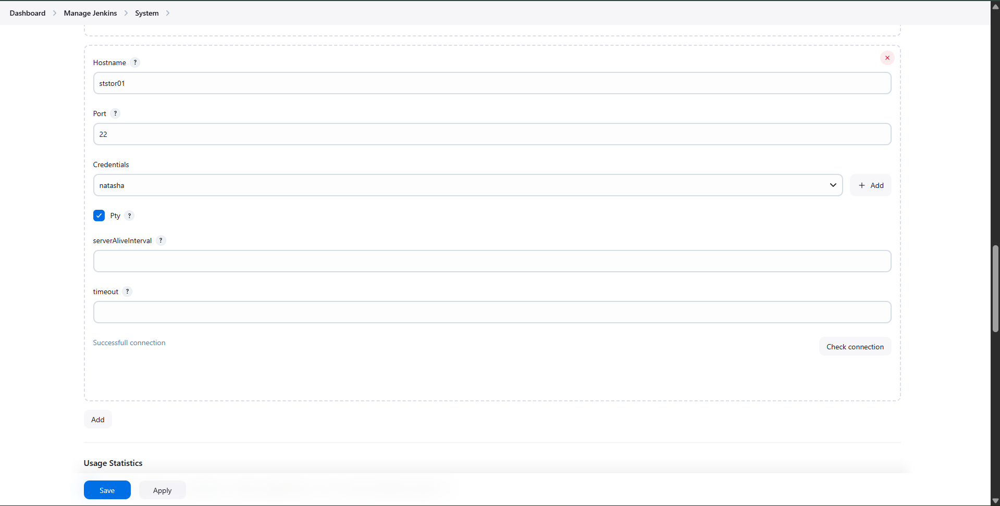 Dashboard > Manage Jenkins > System >
Hostname ?
ststor01
Port ?
22
Credentials
natasha
+ Add
Pty ?
serverAliveInterval ?
timeout ?
Successfull connection
Check connection
Add
Usage Statistics
Save Apply